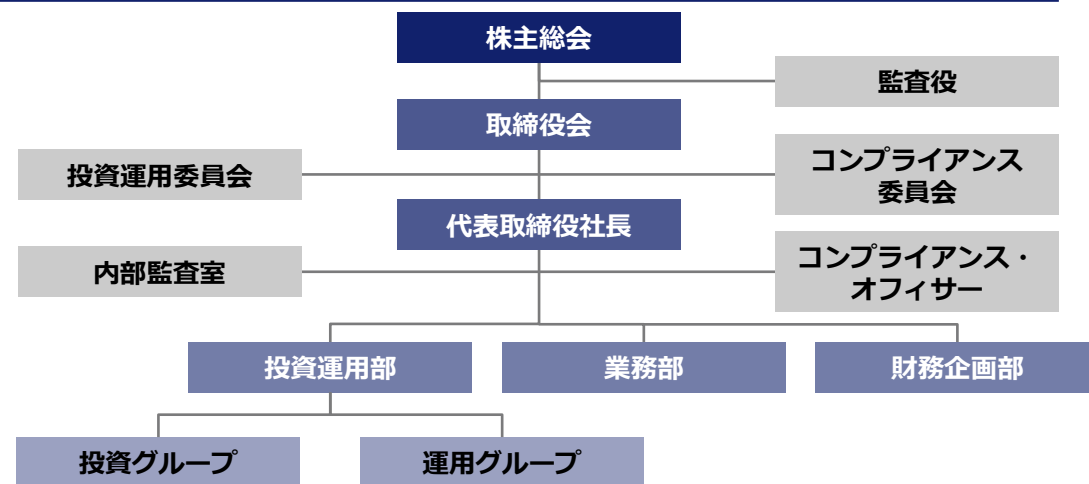 株主総会
監査役
取締役会
投資運用委員会
コンプライアンス
委員会
代表取締役社長
内部監査室
コンプライアンス・
オフィサー
投資運用部
業務部
財務企画部
投資グループ
運用グループ